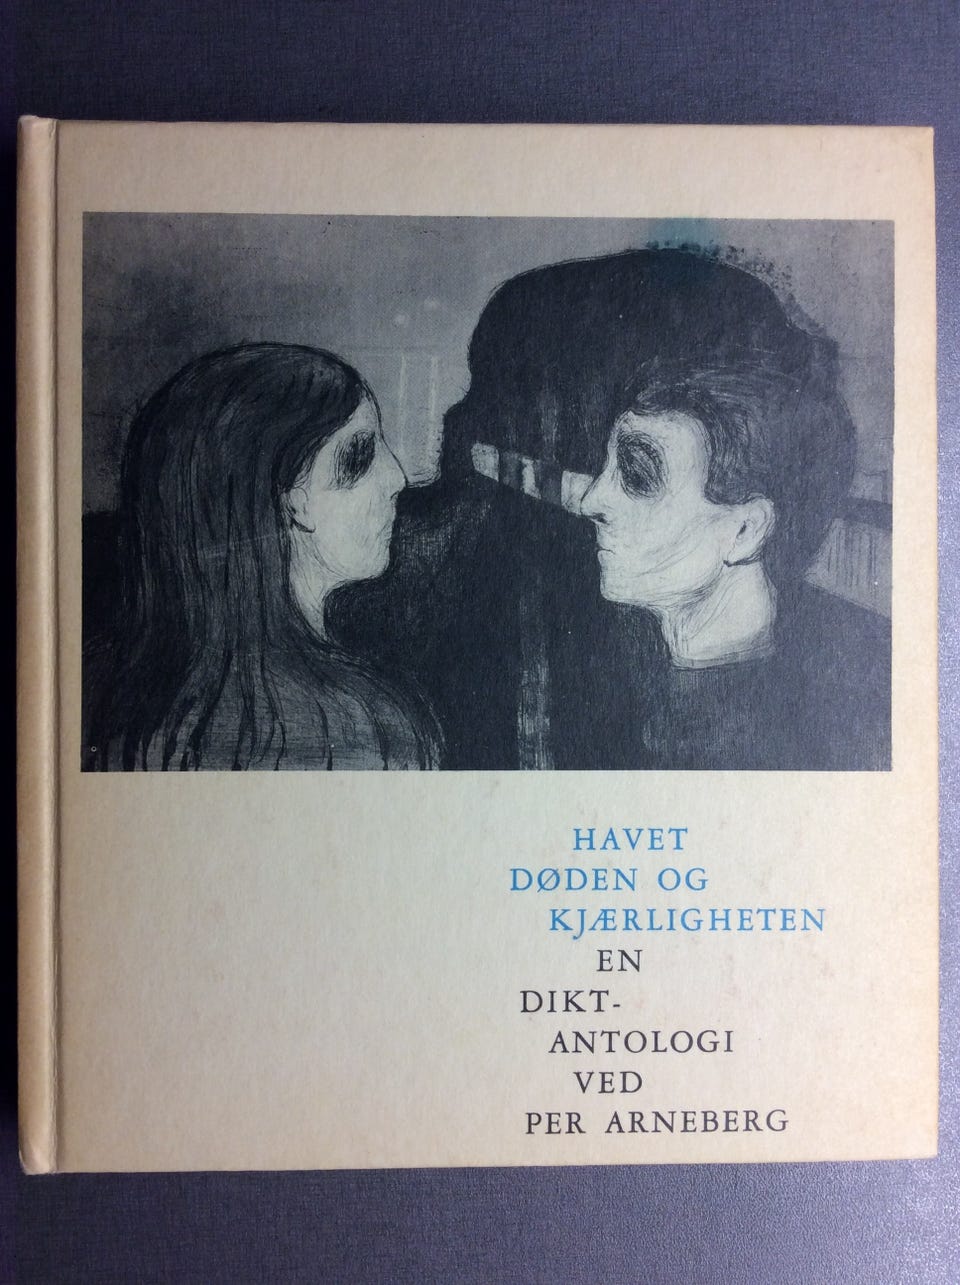 HAVET
DØDEN OG
KJÆRLIGHETEN
EN
DIKT-
ANTOLOGI
VED
PER ARNEBERG